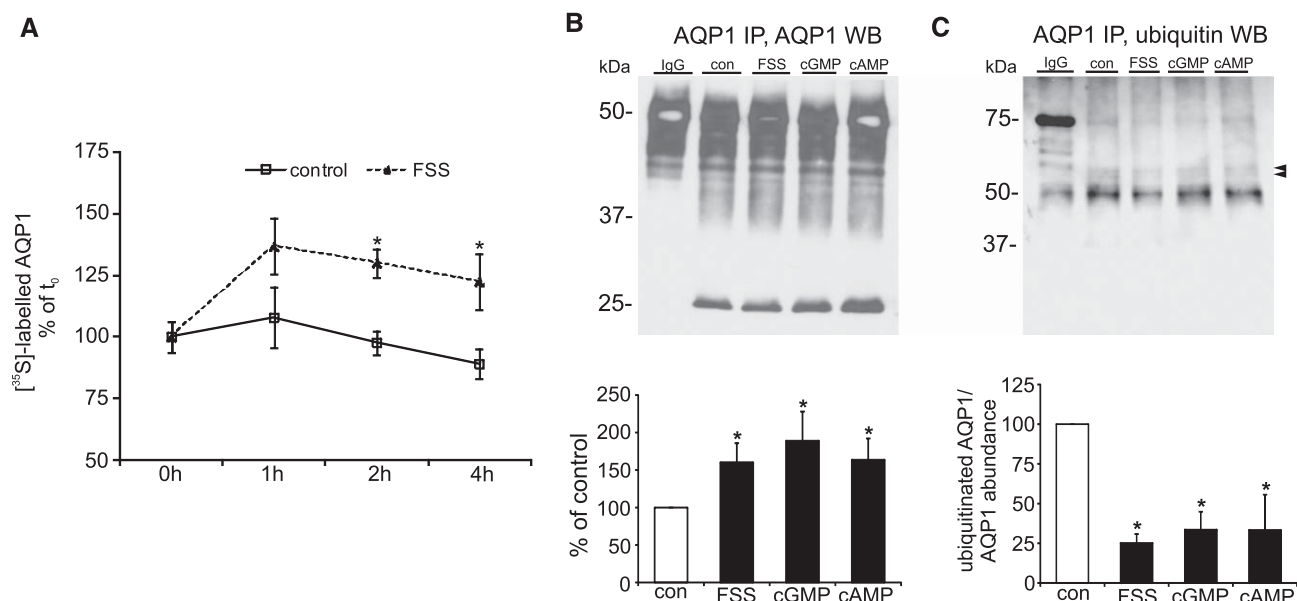 A
[³⁵S]-labelled AQP1
% of t₀
175
150
125
100
75
50
control
FSS
*
*
0h
1h
2h
4h
B
AQP1 IP, AQP1 WB
kDa
IgG con FSS cGMP cAMP
50-
37-
25-
% of control
250
200
150
100
50
0
*
*
*
con FSS cGMP cAMP
C
AQP1 IP, ubiquitin WB
kDa
IgG con FSS cGMP cAMP
75-
50-
37-
ubiquitinated AQP1/
AQP1 abundance
125
100
75
50
25
0
*
*
*
con FSS cGMP cAMP